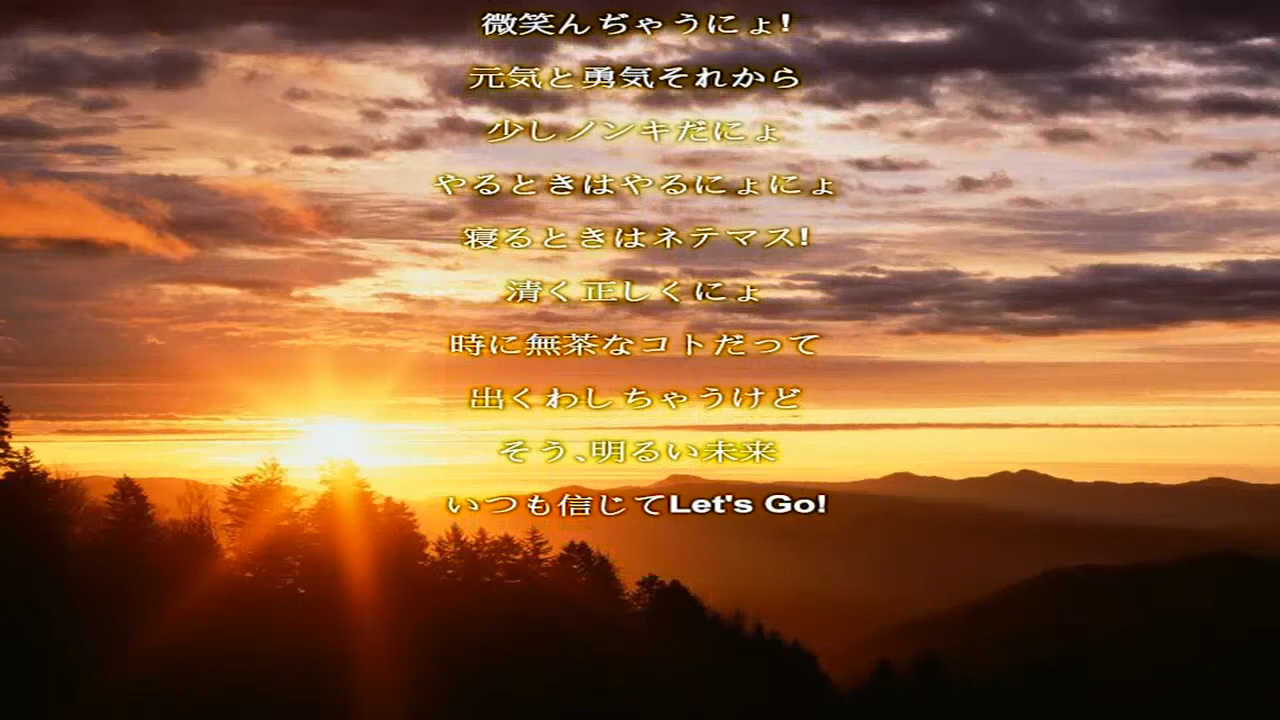 微笑んぢゃうにょ!
元気と勇気それから
少しノンキだにょ
やるときはやるにょにょ
寝るときはネテマス!
清く正しくにょ
時に無茶なコトだって
出くわしちゃうけど
そう､明るい未来
いつも信じてLet's Go!